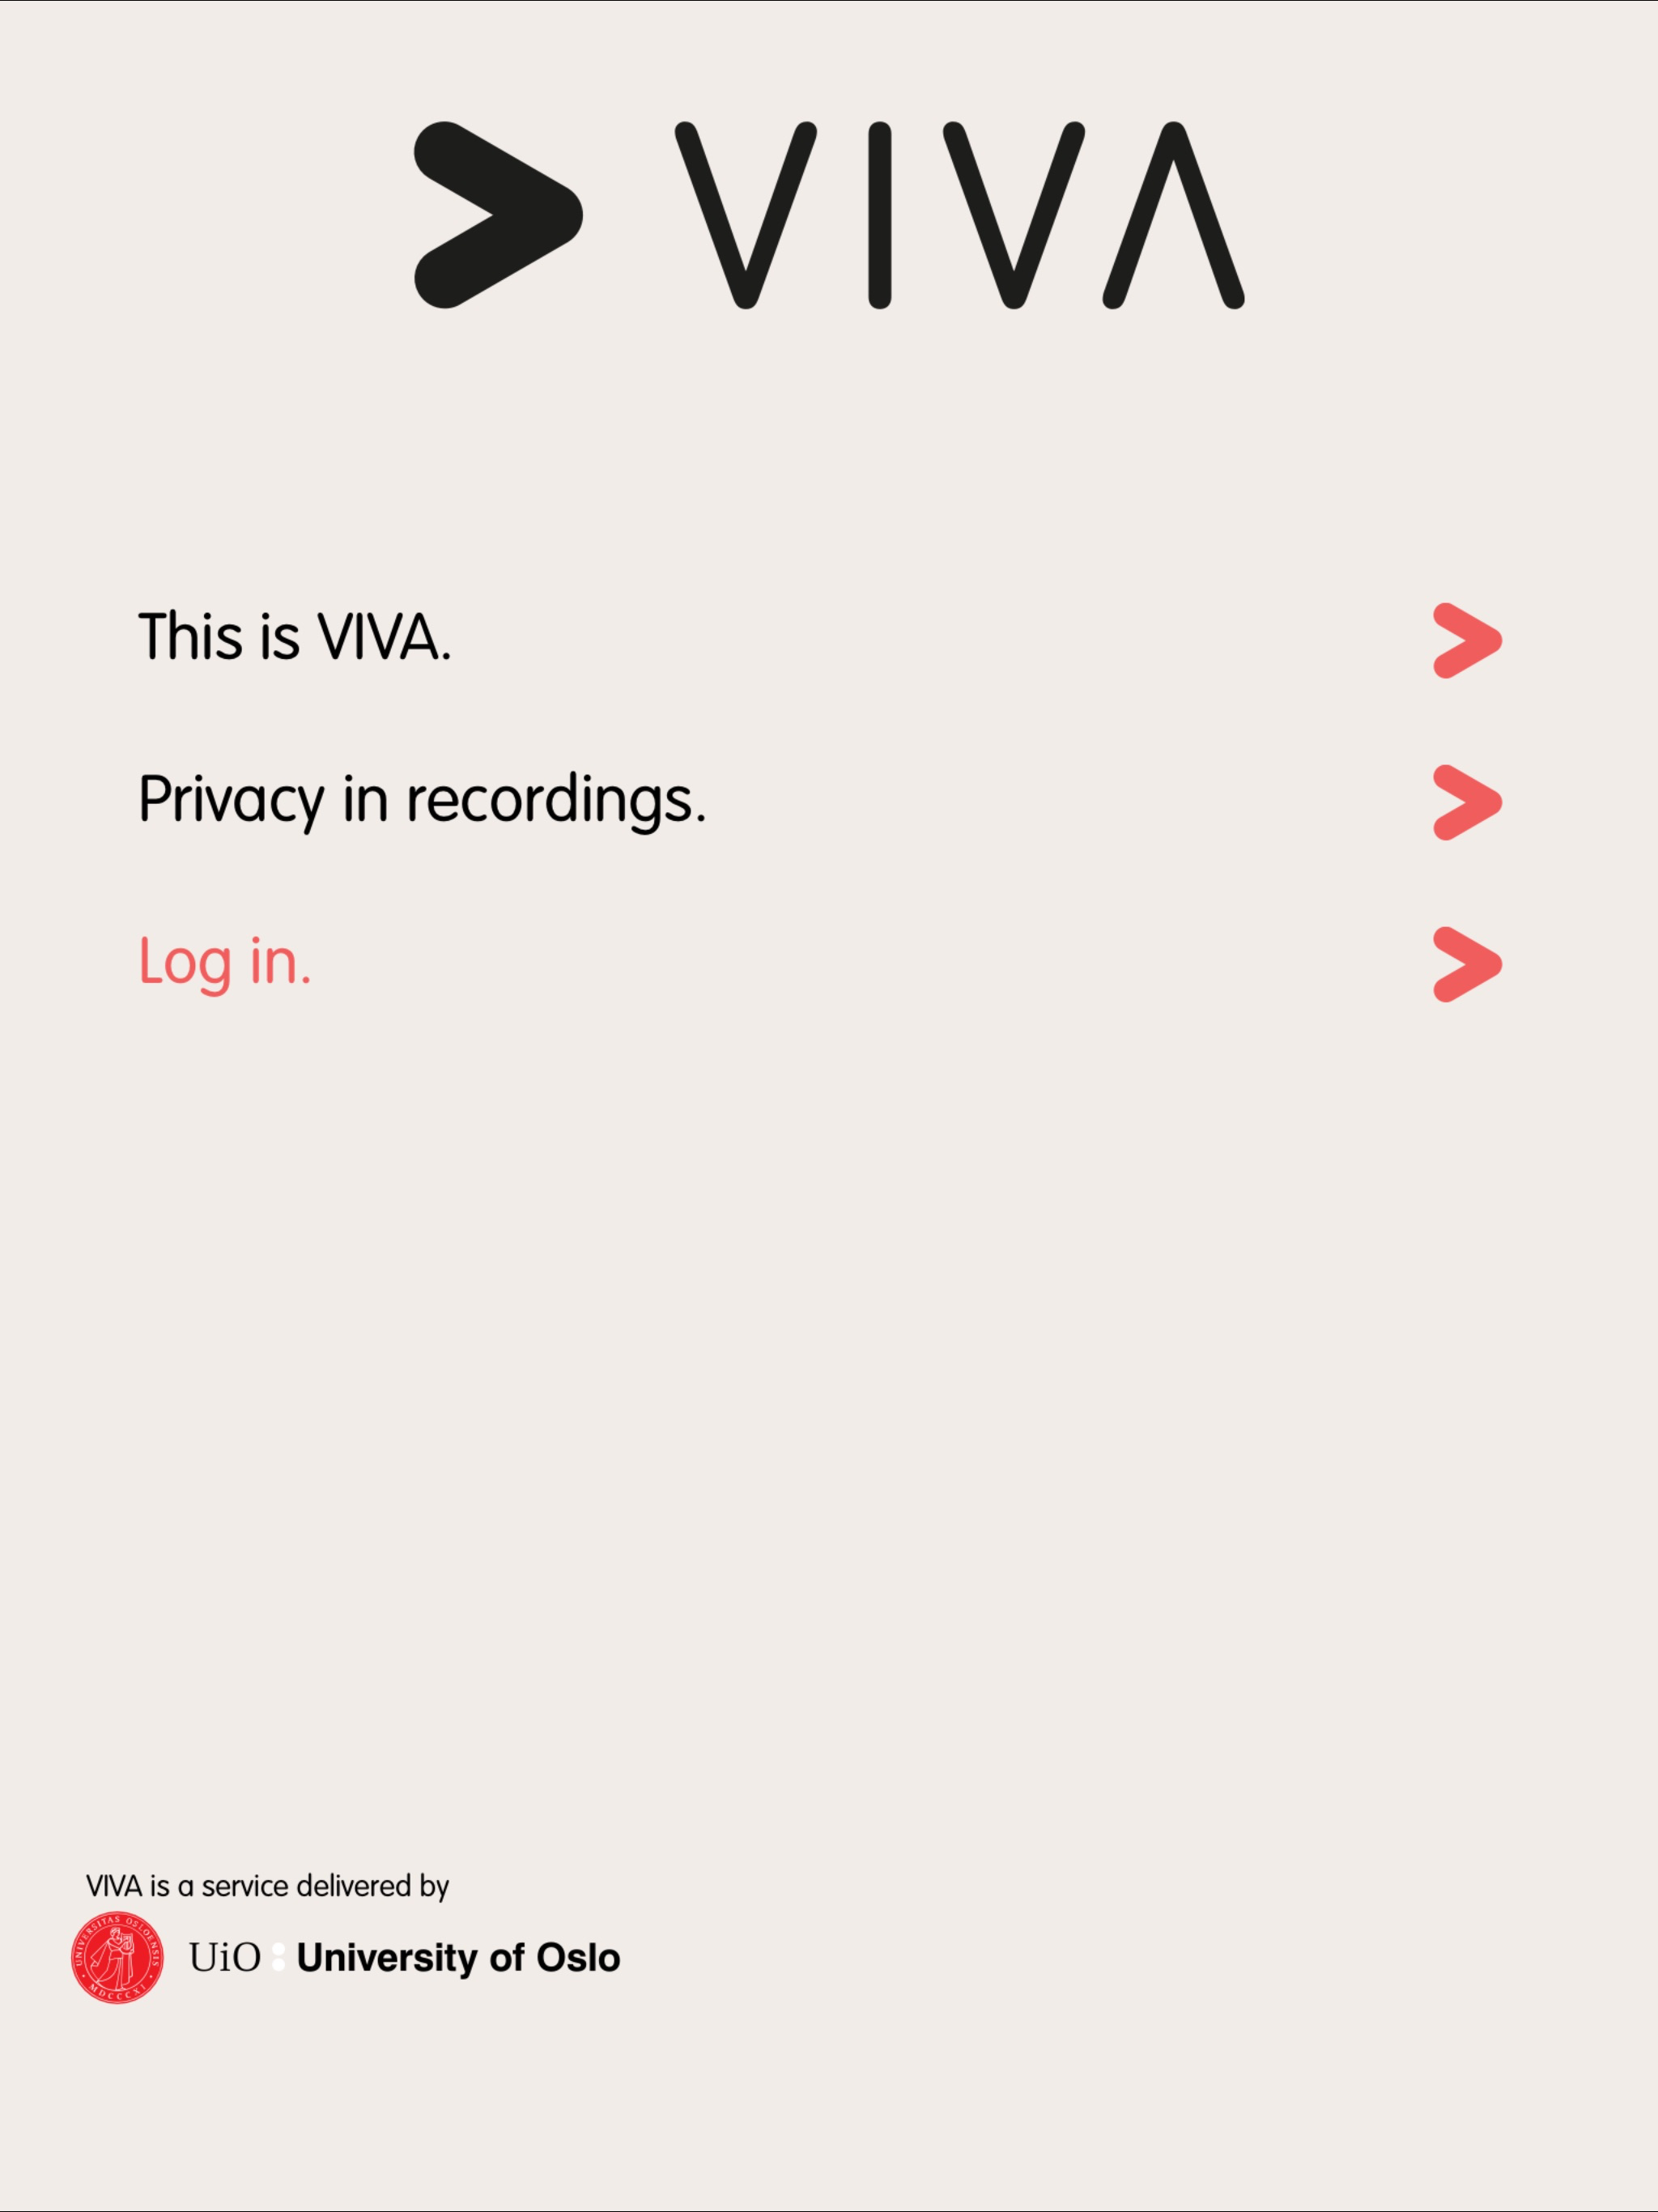 VIVA
This is VIVA.
Privacy in recordings.
Log in.
VIVA is a service delivered by
UNIVERSITAS OSLOENSIS
MDCCCXI
UiO : University of Oslo